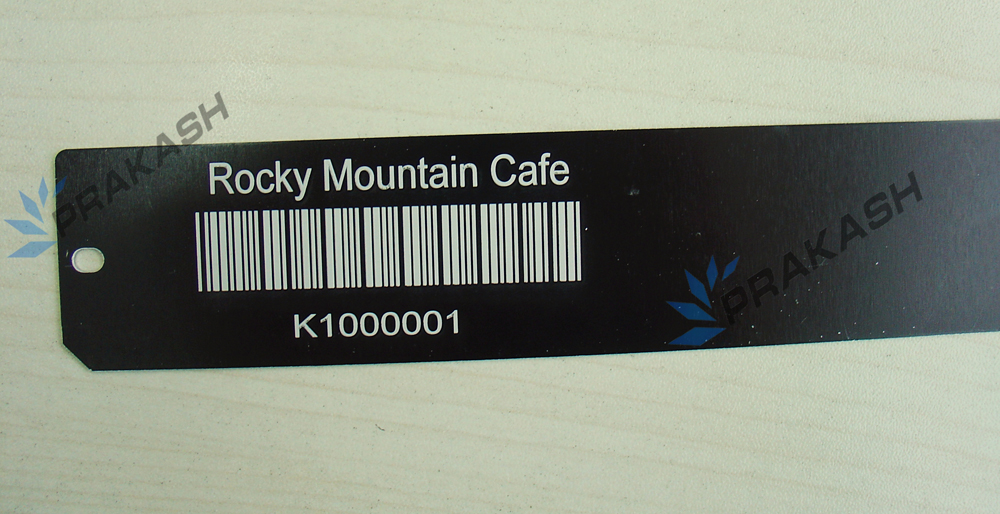 PRAKASH
Rocky Mountain Cafe
K1000001
PRAKASH